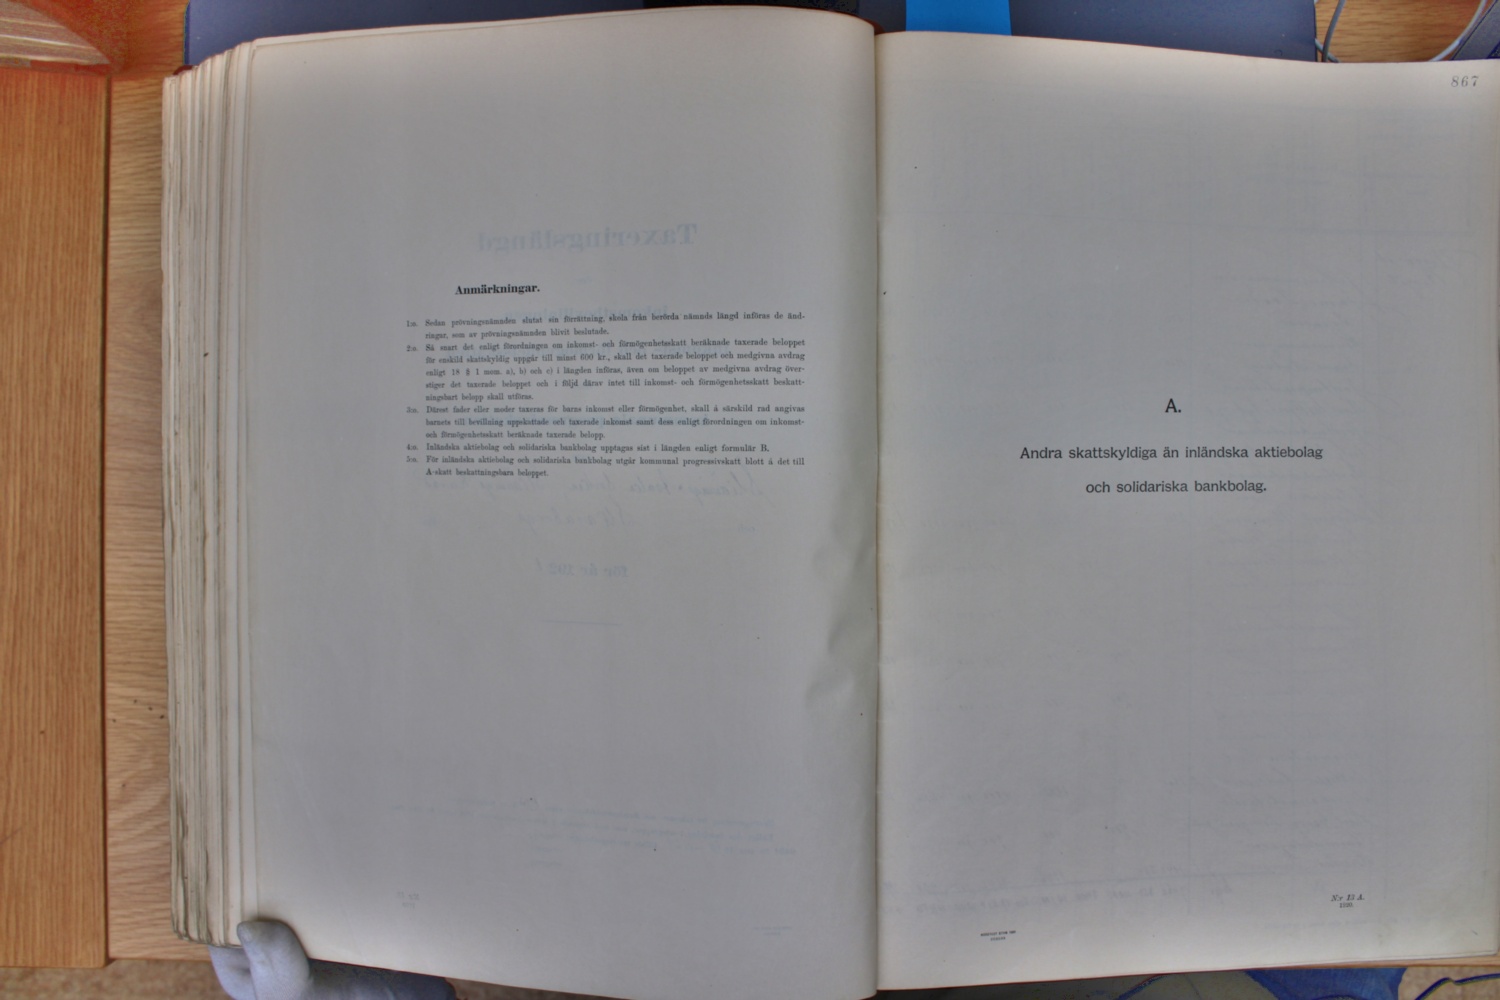 Anmärkningar.
1:o. Sedan prövningsnämnden slutat sin förrättning, skola från berörda nämnds längd införas de änd-
ringar, som av prövningsnämnden blivit beslutade.
2:o. Så snart det enligt förordningen om inkomst- och förmögenhetsskatt beräknade taxerade beloppet
för enskild skattskyldig uppgår till minst 600 kr., skall det taxerade beloppet och medgivna avdrag
enligt 18 § 1 mom. a), b) och c) i längden införas, även om beloppet av medgivna avdrag över-
stiger det taxerade beloppet och i följd därav intet till inkomst- och förmögenhetsskatt beskatt-
ningsbart belopp skall utföras.
3:o. Därest fader eller moder taxeras för barns inkomst eller förmögenhet, skall å särskild rad angivas
barnets till bevillning uppskattade och taxerade inkomst samt dess enligt förordningen om inkomst-
och förmögenhetsskatt beräknade taxerade belopp.
4:o. Inländska aktiebolag och solidariska bankbolag upptagas sist i längden enligt formulär B.
5:o. För inländska aktiebolag och solidariska bankbolag utgår kommunal progressivskatt blott å det till
A-skatt beskattningsbara beloppet.
867
A.
Andra skattskyldiga än inländska aktiebolag
och solidariska bankbolag.
N:r 12 A.